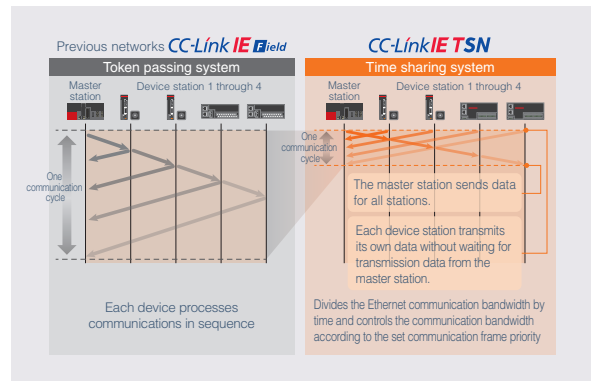 Previous networks CC-Link IE Field
Token passing system
Master
station
Device station 1 through 4
One
communication
cycle
Each device processes
communications in sequence
CC-Link IE TSN
Time sharing system
Master
station
Device station 1 through 4
One
communication
cycle
The master station sends data
for all stations.
Each device station transmits
its own data without waiting for
transmission data from the
master station.
Divides the Ethernet communication bandwidth by
time and controls the communication bandwidth
according to the set communication frame priority